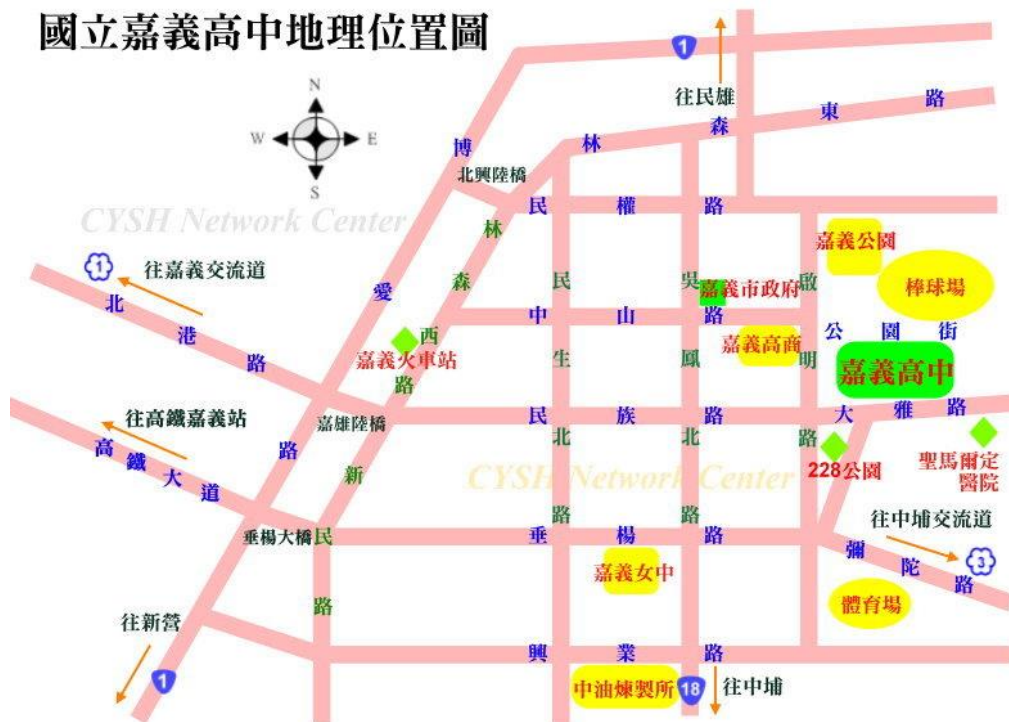 國立嘉義高中地理位置圖
1
N
往民雄
W E
S
博愛路
林森東路
北興陸橋
CYSH Network Center
民權路
林森西路
嘉義公園
1
往嘉義交流道
北港路
民生北路
吳鳳北路
啟明路
嘉義市政府
棒球場
中山路
公園街
嘉義火車站
嘉義高商
嘉義高中
往高鐵嘉義站
高鐵大道
嘉雄陸橋
民族路
大雅路
新民路
CYSH Network Center
228公園
聖馬爾定
醫院
垂楊大橋
垂楊路
往中埔交流道
3
彌陀路
嘉義女中
體育場
往新營
興業路
1
中油煉製所
18
往中埔